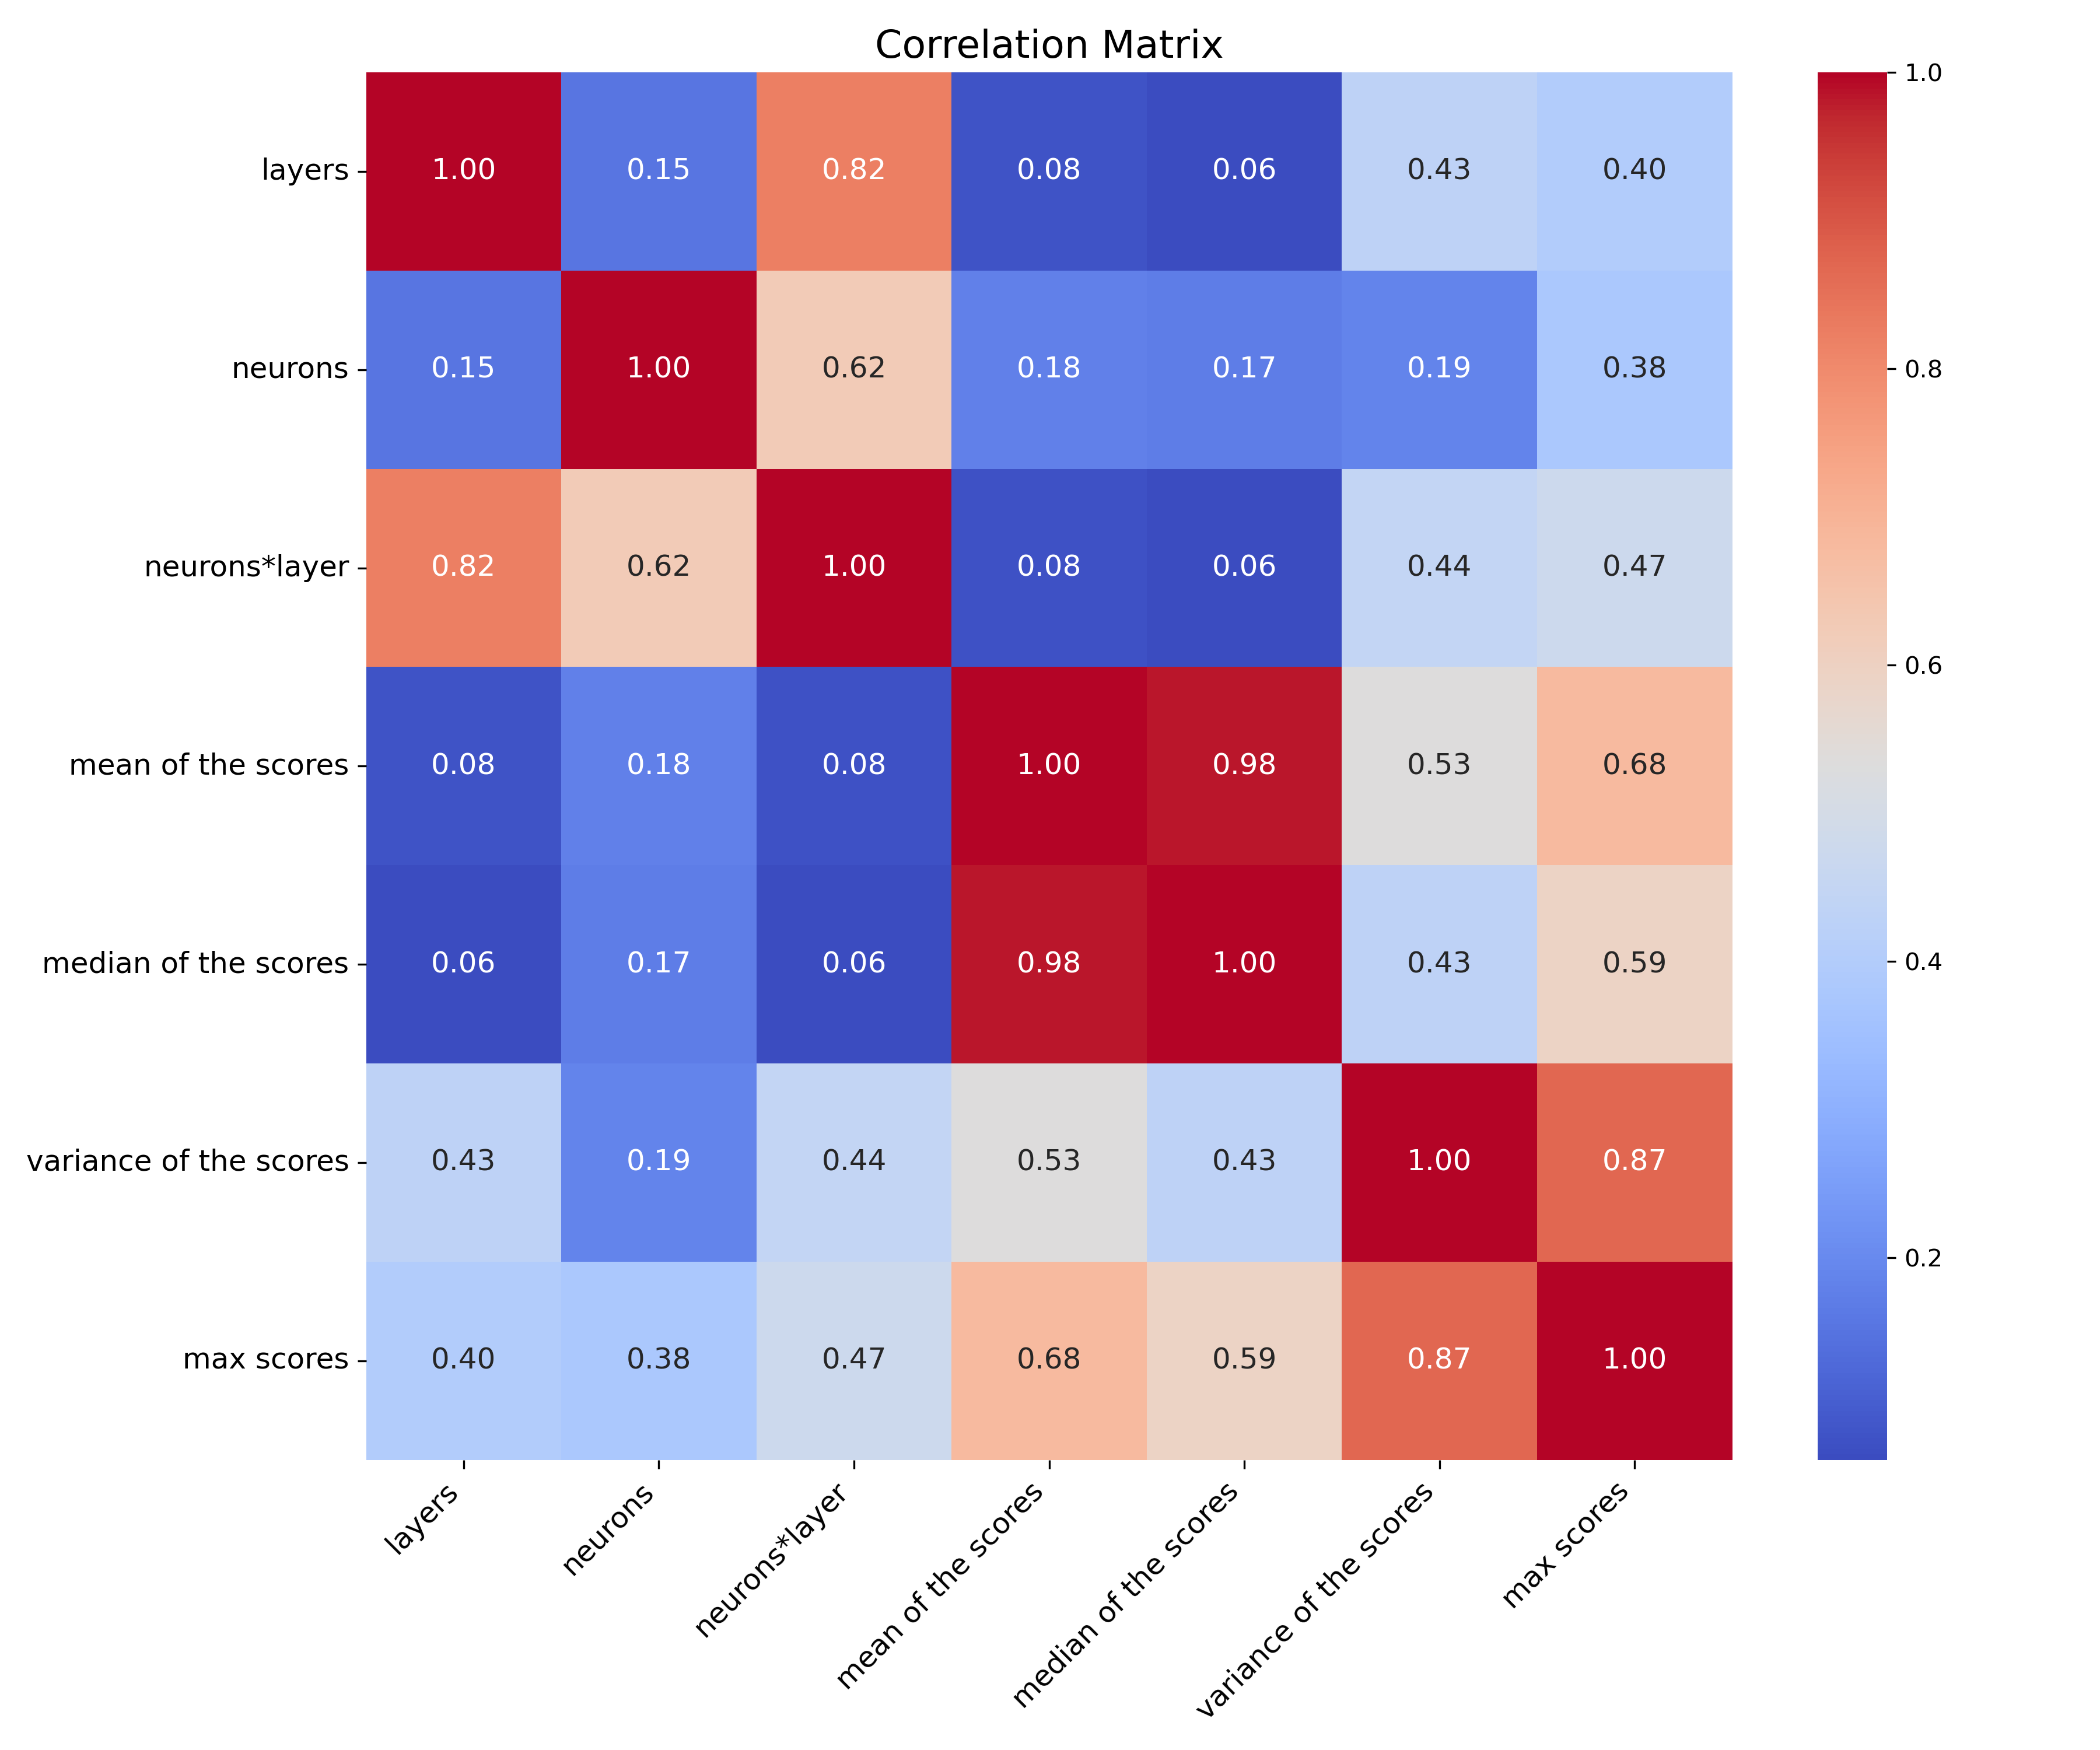 Correlation Matrix
layers 1.00 0.15 0.82 0.08 0.06 0.43 0.40
neurons 0.15 1.00 0.62 0.18 0.17 0.19 0.38
neurons*layer 0.82 0.62 1.00 0.08 0.06 0.44 0.47
mean of the scores 0.08 0.18 0.08 1.00 0.98 0.53 0.68
median of the scores 0.06 0.17 0.06 0.98 1.00 0.43 0.59
variance of the scores 0.43 0.19 0.44 0.53 0.43 1.00 0.87
max scores 0.40 0.38 0.47 0.68 0.59 0.87 1.00
layers
neurons
neurons*layer
mean of the scores
median of the scores
variance of the scores
max scores
1.0
0.8
0.6
0.4
0.2